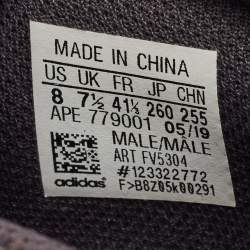 MADE IN CHINA
US UK FR JP CHN
8 7½ 41⅓ 260 255
APE 779001 05/19
MALE/MALE
ART FV5304
#123322772
adidas F>B8Z05K00291